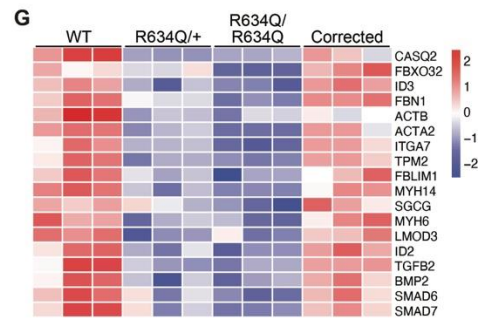 G
WT R634Q/+ R634Q/ R634Q Corrected
CASQ2
FBXO32
ID3
FBN1
ACTB
ACTA2
ITGA7
TPM2
FBLIM1
MYH14
SGCG
MYH6
LMOD3
ID2
TGFB2
BMP2
SMAD6
SMAD7
2
1
0
−1
−2